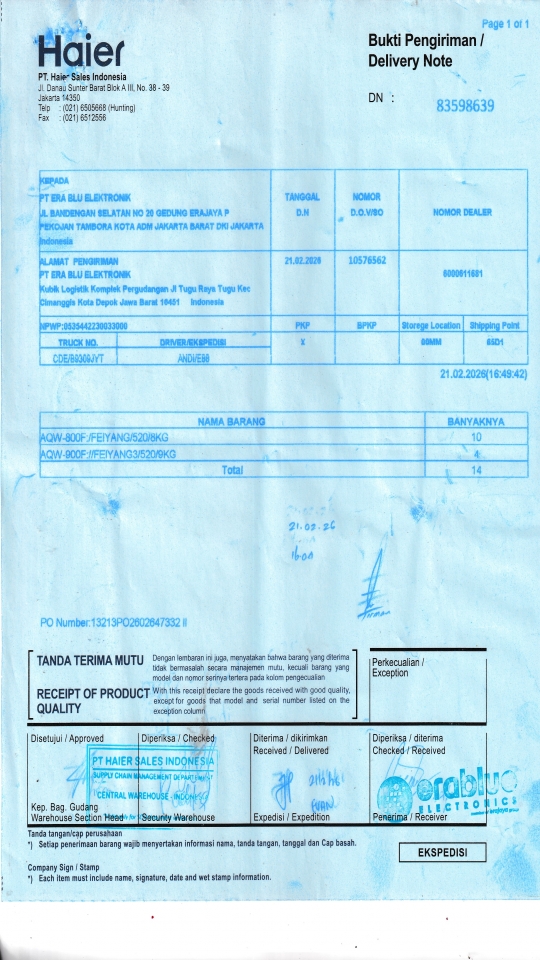 Page 1 of 1
Haier
Bukti Pengiriman /
Delivery Note
PT. Haier Sales Indonesia
Jl. Danau Sunter Barat Blok A III, No. 38 - 39
Jakarta 14350
Telp : (021) 6505668 (Hunting)
Fax : (021) 6512556
DN : 83598639
KEPADA
PT ERA BLU ELEKTRONIK
JL BANDENGAN SELATAN NO 20 GEDUNG ERAJAYA P
PEKOJAN TAMBORA KOTA ADM JAKARTA BARAT DKI JAKARTA
Indonesia
TANGGAL
D.N
NOMOR
D.O.V/SO
NOMOR DEALER
ALAMAT PENGIRIMAN
PT ERA BLU ELEKTRONIK
Kubik Logistik Komplek Pergudangan Jl Tugu Raya Tugu Kec
Cimanggis Kota Depok Jawa Barat 16451 Indonesia
21.02.2026
10576562
6000611681
NPWP:0535442230033000
PKP
BPKP
Storege Location
Shipping Point
TRUCK NO.
DRIVER/EKSPEDISI
X
CDE/B9309JYT
21.02.2026(16:49:42)
NAMA BARANG
BANYAKNYA
AQW-800F:/FEIYANG/520/8KG
10
AQW-900F://FEIYANG3/520/9KG
4
Total
14
21.02.26
16.00
PO Number:13213PO2602647332 II
TANDA TERIMA MUTU
Dengan lembaran ini juga, menyatakan bahwa barang yang diterima
tidak bermasalah secara manajemen mutu, kecuali barang yang
model dan nomor serinya tertera pada kolom pengecualian
RECEIPT OF PRODUCT
QUALITY
With this receipt declare the goods received with good quality,
except for goods that model and serial number listed on the
exception column
Perkecualian /
Exception
Disetujui / Approved
Diperiksa / Checked
Diterima / dikirimkan
Received / Delivered
Diperiksa / diterima
Checked / Received
PT HAIER SALES INDONESIA
SUPPLY CHAIN MANAGEMENT DEPARTMENT
CENTRAL WAREHOUSE - INDONESIA
erablue
ELECTRONICS
Kep. Bag. Gudang
Warehouse Section Head
Security Warehouse
Expedisi / Expedition
Penerima / Receiver
Tanda tangan/cap perusahaan
*) Setiap penerimaan barang wajib menyertakan informasi nama, tanda tangan, tanggal dan Cap basah.
EKSPEDISI
Company Sign / Stamp
*) Each item must include name, signature, date and wet stamp information.